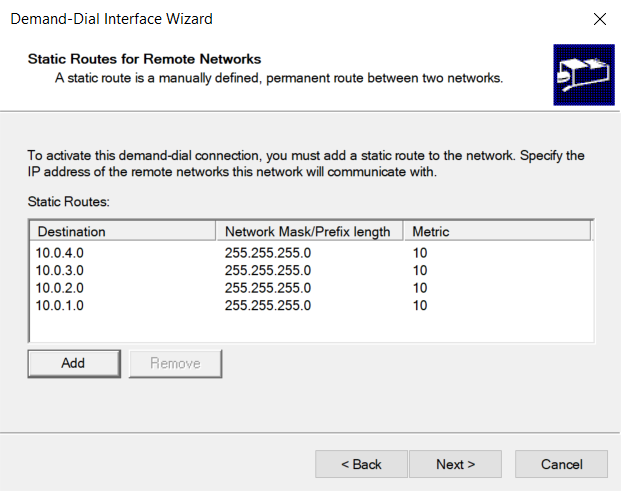 Demand-Dial Interface Wizard
Static Routes for Remote Networks
A static route is a manually defined, permanent route between two networks.
To activate this demand-dial connection, you must add a static route to the network. Specify the
IP address of the remote networks this network will communicate with.
Static Routes:
Destination Network Mask/Prefix length Metric
10.0.4.0 255.255.255.0 10
10.0.3.0 255.255.255.0 10
10.0.2.0 255.255.255.0 10
10.0.1.0 255.255.255.0 10
Add Remove
< Back Next > Cancel